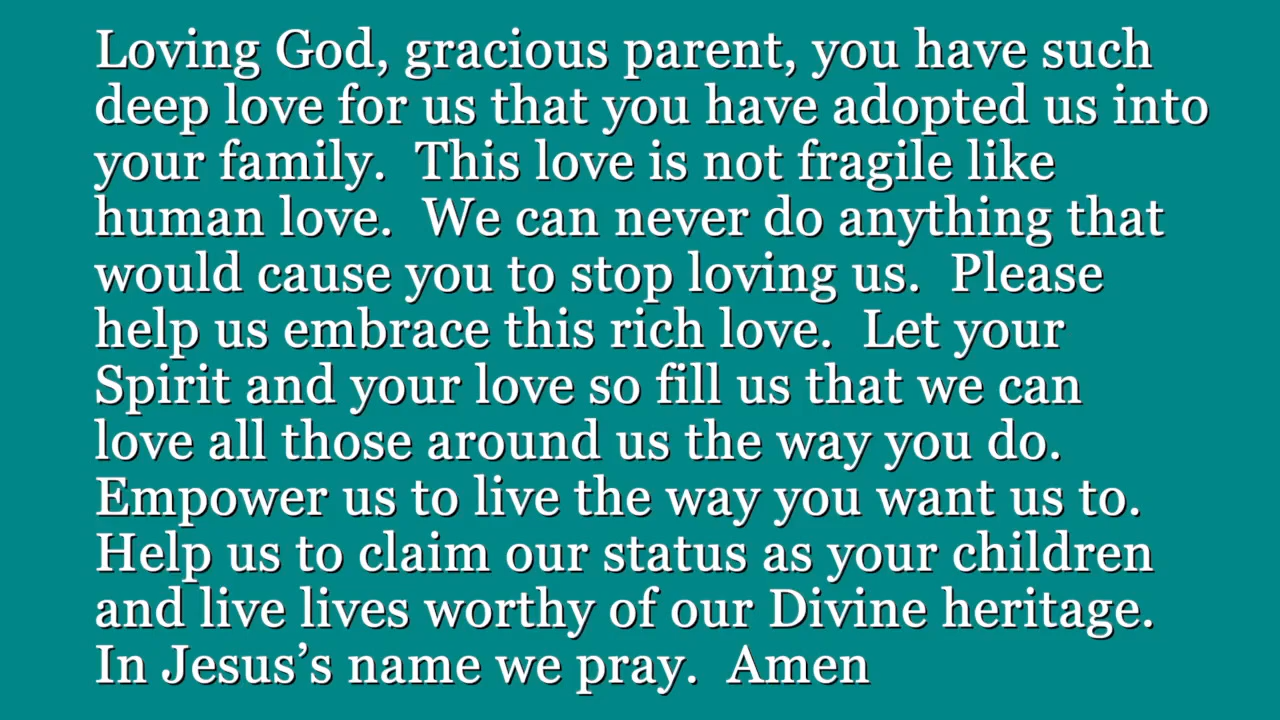 Loving God, gracious parent, you have such
deep love for us that you have adopted us into
your family.  This love is not fragile like
human love.  We can never do anything that
would cause you to stop loving us.  Please
help us embrace this rich love.  Let your
Spirit and your love so fill us that we can
love all those around us the way you do.
Empower us to live the way you want us to.
Help us to claim our status as your children
and live lives worthy of our Divine heritage.
In Jesus’s name we pray.  Amen